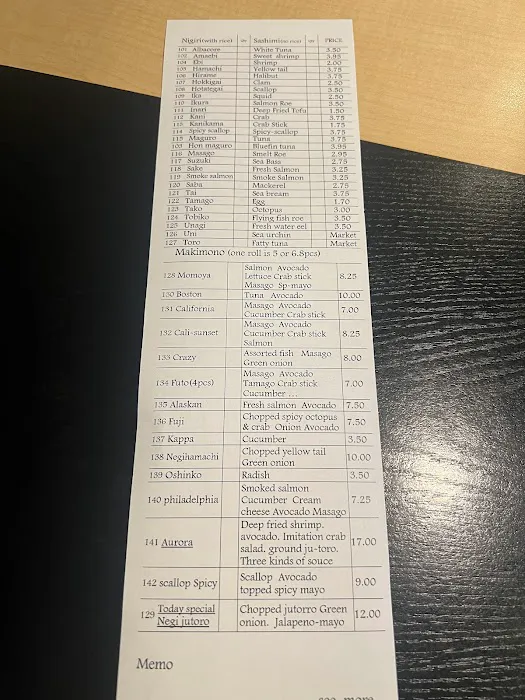 Nigiri(with rice) Sashimi(no rice) PRICE
101 Albacore White Tuna 3.50
102 Amaebi Sweet shrimp 3.95
104 Ebi Shrimp 2.00
105 Hamachi Yellow tail 3.75
106 Hirame Halibut 3.75
107 Hokkigai Clam 2.50
108 Hotategai Scallop 3.50
109 Ika Squid 2.50
110 Ikura Salmon Roe 3.50
111 Inari Deep Fried Tofu 1.50
112 Kani Crab 3.75
113 Kanikama Crab Stick 1.75
114 Spicy scallop Spicy-scallop 3.75
115 Maguro Tuna 3.75
103 Hon maguro Bluefin tuna 3.95
116 Masago Smelt Roe 2.95
117 Suzuki Sea Bass 2.75
118 Sake Fresh Salmon 3.25
119 Smoke salmon Smoke Salmon 3.25
120 Saba Mackerel 2.75
121 Tai Sea bream 3.75
122 Tamago Egg 1.70
123 Tako Octopus 3.00
124 Tobiko Flying fish roe 3.50
125 Unagi Fresh water eel 3.50
126 Uni Sea urchin Market
127 Toro Fatty tuna Market
Makimono (one roll is 5 or 6.8pcs)
Salmon Avocado
128 Momoya Lettuce Crab stick 8.25
Masago Sp-mayo
130 Boston Tuna Avocado 10.00
131 California Masago Avocado 7.00
Cucumber Crab stick
Masago Avocado
132 Cali-sunset Cucumber Crab stick 8.25
Salmon
133 Crazy Assorted fish Masago 8.00
Green onion
Masago Avocado
134 Futo(4pcs) Tamago Crab stick 7.00
Cucumber ...
135 Alaskan Fresh salmon Avocado 7.50
136 Fuji Chopped spicy octopus 7.50
& crab Onion Avocado
137 Kappa Cucumber 3.50
138 Negihamachi Chopped yellow tail 10.00
Green onion
139 Oshinko Radish 3.50
Smoked salmon
140 philadelphia Cucumber Cream 7.25
cheese Avocado Masago
Deep fried shrimp.
141 Aurora avocado. Imitation crab 17.00
salad. ground ju-toro.
Three kinds of souce
142 scallop Spicy Scallop Avocado 9.00
topped spicy mayo
129 Today special Chopped jutorro Green 12.00
Negi jutoro onion. Jalapeno-mayo
Memo